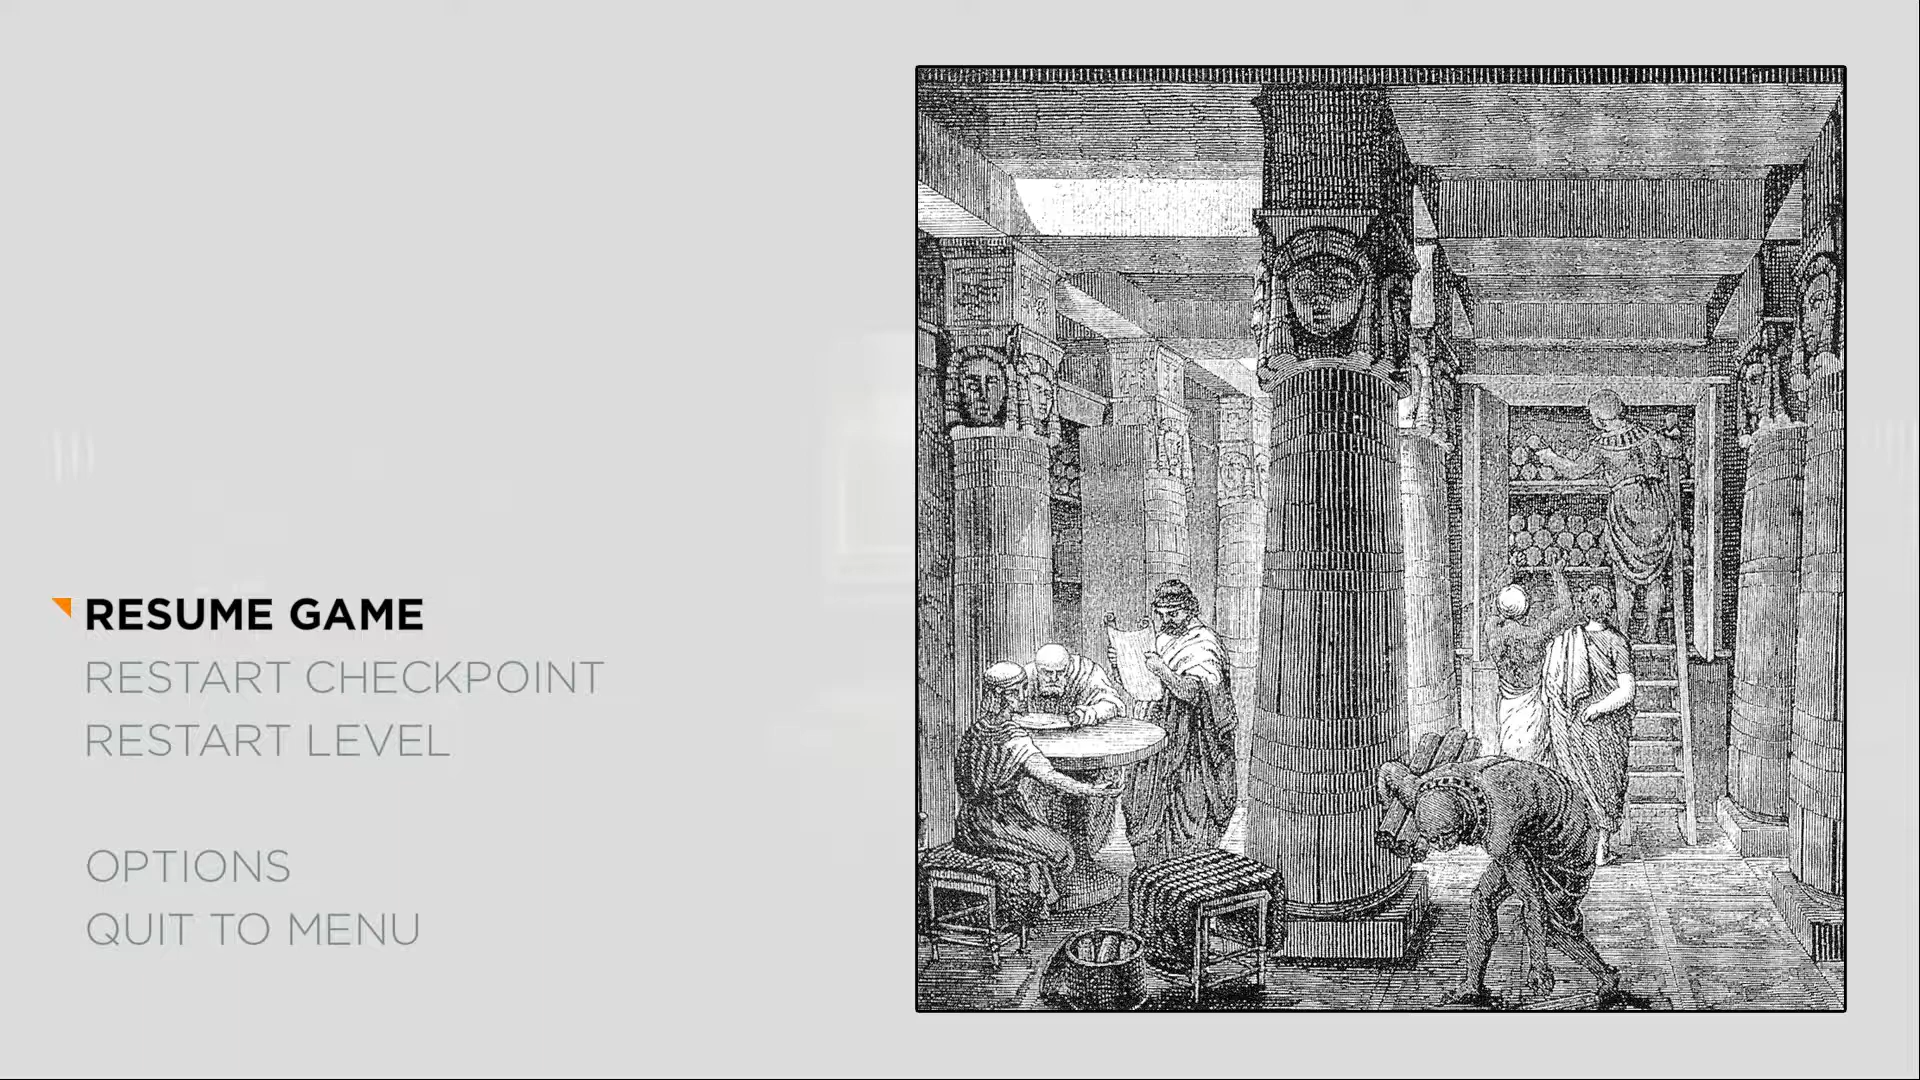 RESUME GAME
RESTART CHECKPOINT
RESTART LEVEL
OPTIONS
QUIT TO MENU